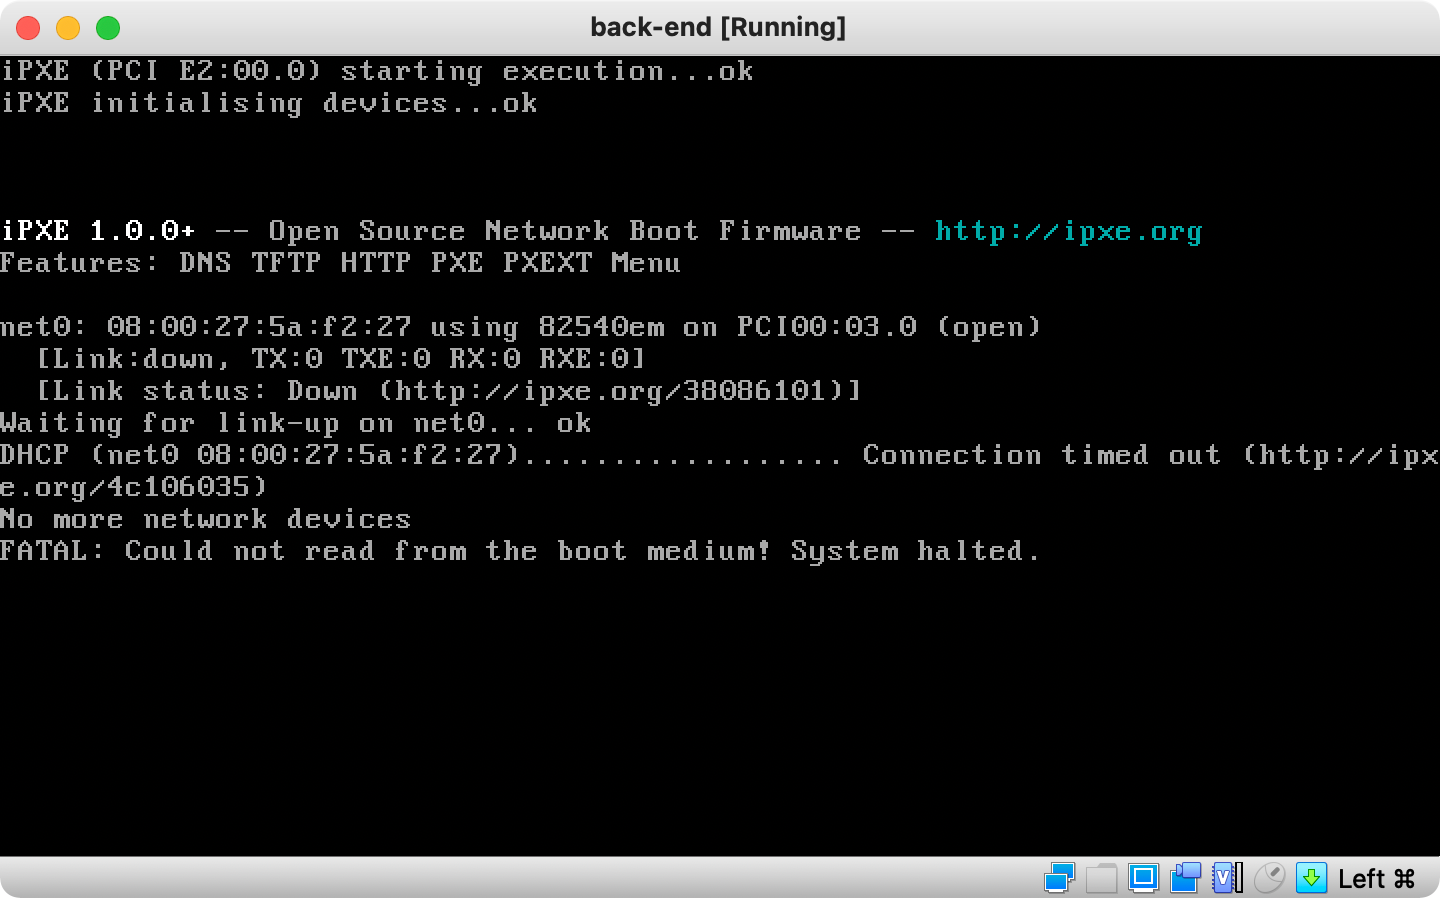 back-end [Running]
iPXE (PCI E2:00.0) starting execution...ok
iPXE initialising devices...ok
iPXE 1.0.0+ -- Open Source Network Boot Firmware -- http://ipxe.org
Features: DNS TFTP HTTP PXE PXEXT Menu
net0: 08:00:27:5a:f2:27 using 82540em on PCI00:03.0 (open)
[Link:down, TX:0 TXE:0 RX:0 RXE:0]
[Link status: Down (http://ipxe.org/38086101)]
Waiting for link-up on net0... ok
DHCP (net0 08:00:27:5a:f2:27).................. Connection timed out (http://ipx
e.org/4c106035)
No more network devices
FATAL: Could not read from the boot medium! System halted.
Left ⌘